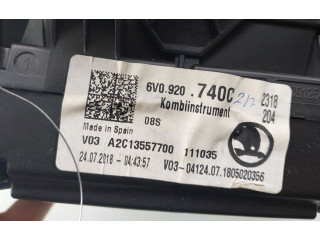 6V0.920 .740C 2318
Kombiinstrument 204
08S
Made in Spain
V03 A2C13557700 111035
24.07.2018 - 04:43:57 V03-04124.07.1805020356